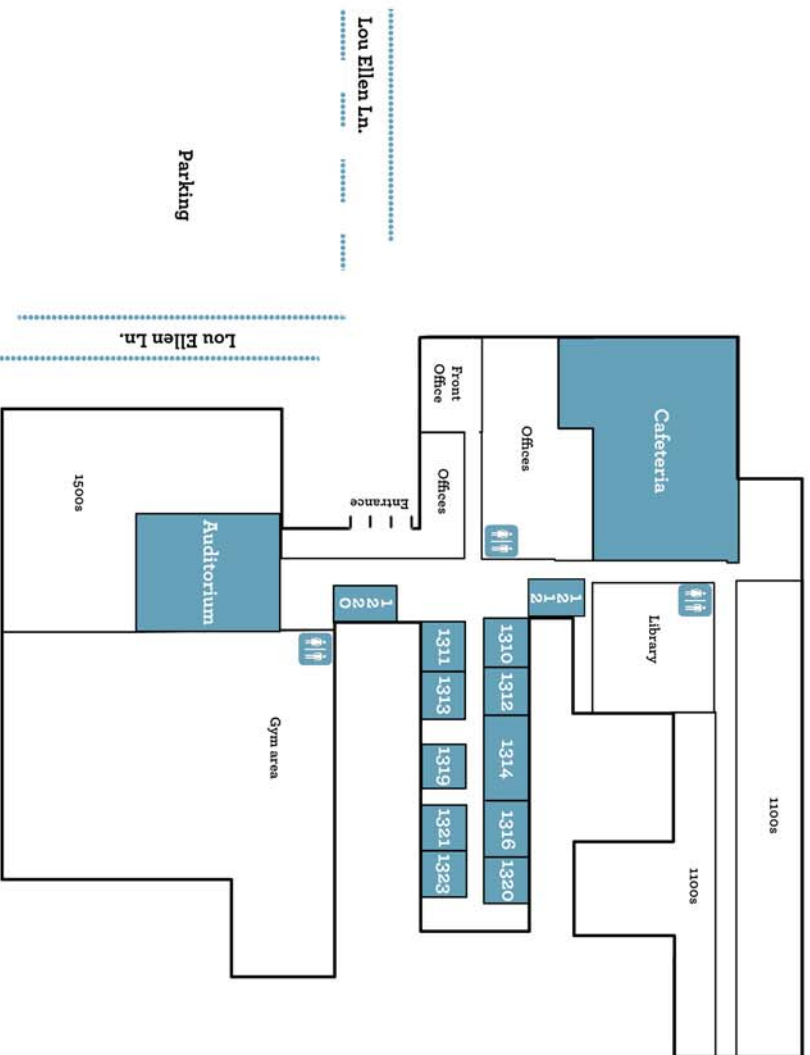 Lou Ellen Ln.
Parking
Lou Ellen Ln.
Front
Office
Offices
Cafeteria
Offices
Entrance
1500s
Auditorium
1220
1212
Library
1311
1310
1313
1312
1319
1314
1321
1316
1323
1320
Gym area
1100s
1100s